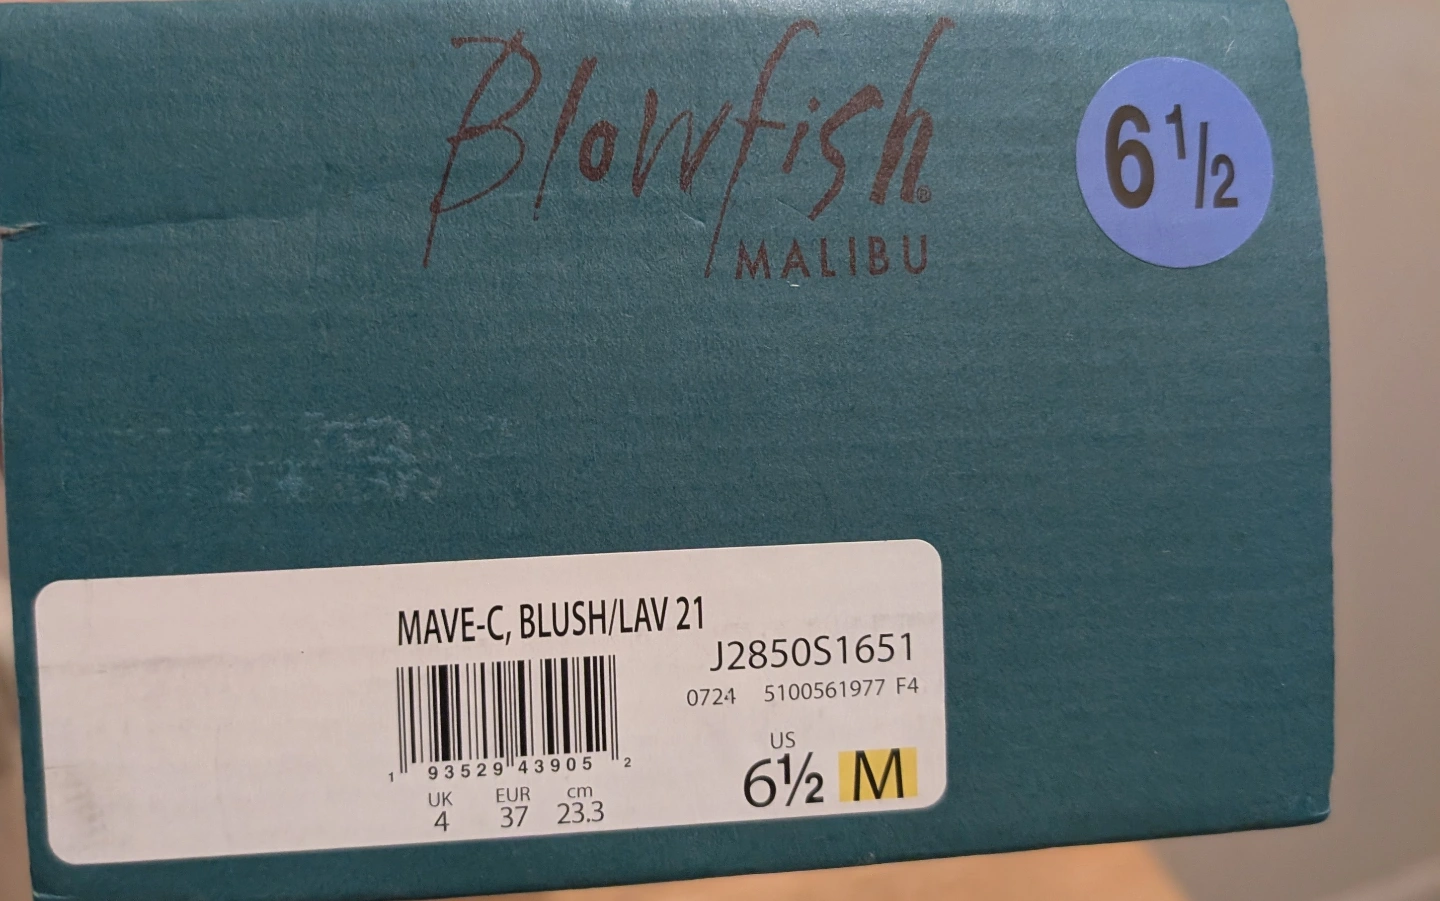 Blowfish®
MALIBU
6 1/2
MAVE-C, BLUSH/LAV 21
J2850S1651
0724 5100561977 F4
1 93529 43905 2
US
6½ M
UK EUR cm
4 37 23.3